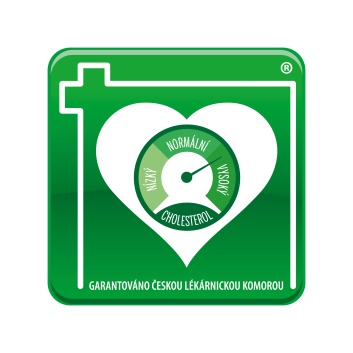 ®
NORMÁLNÍ
NÍZKÝ
VYSOKÝ
CHOLESTEROL
GARANTOVÁNO ČESKOU LÉKÁRNICKOU KOMOROU